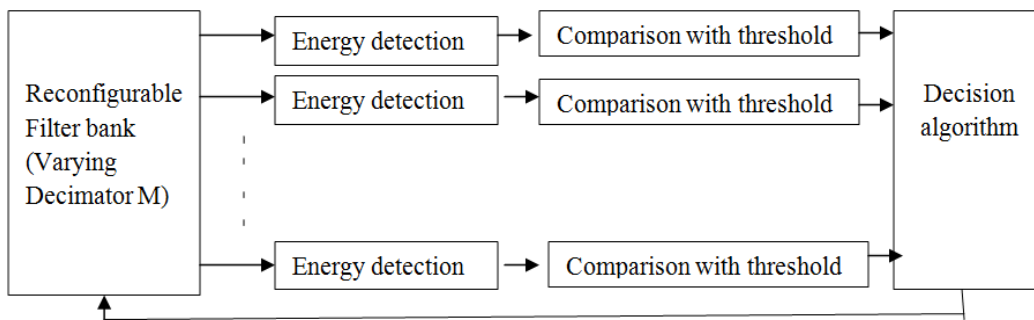 Reconfigurable
Filter bank
(Varying
Decimator M)
Energy detection
Comparison with threshold
Energy detection
Comparison with threshold
Energy detection
Comparison with threshold
Decision
algorithm